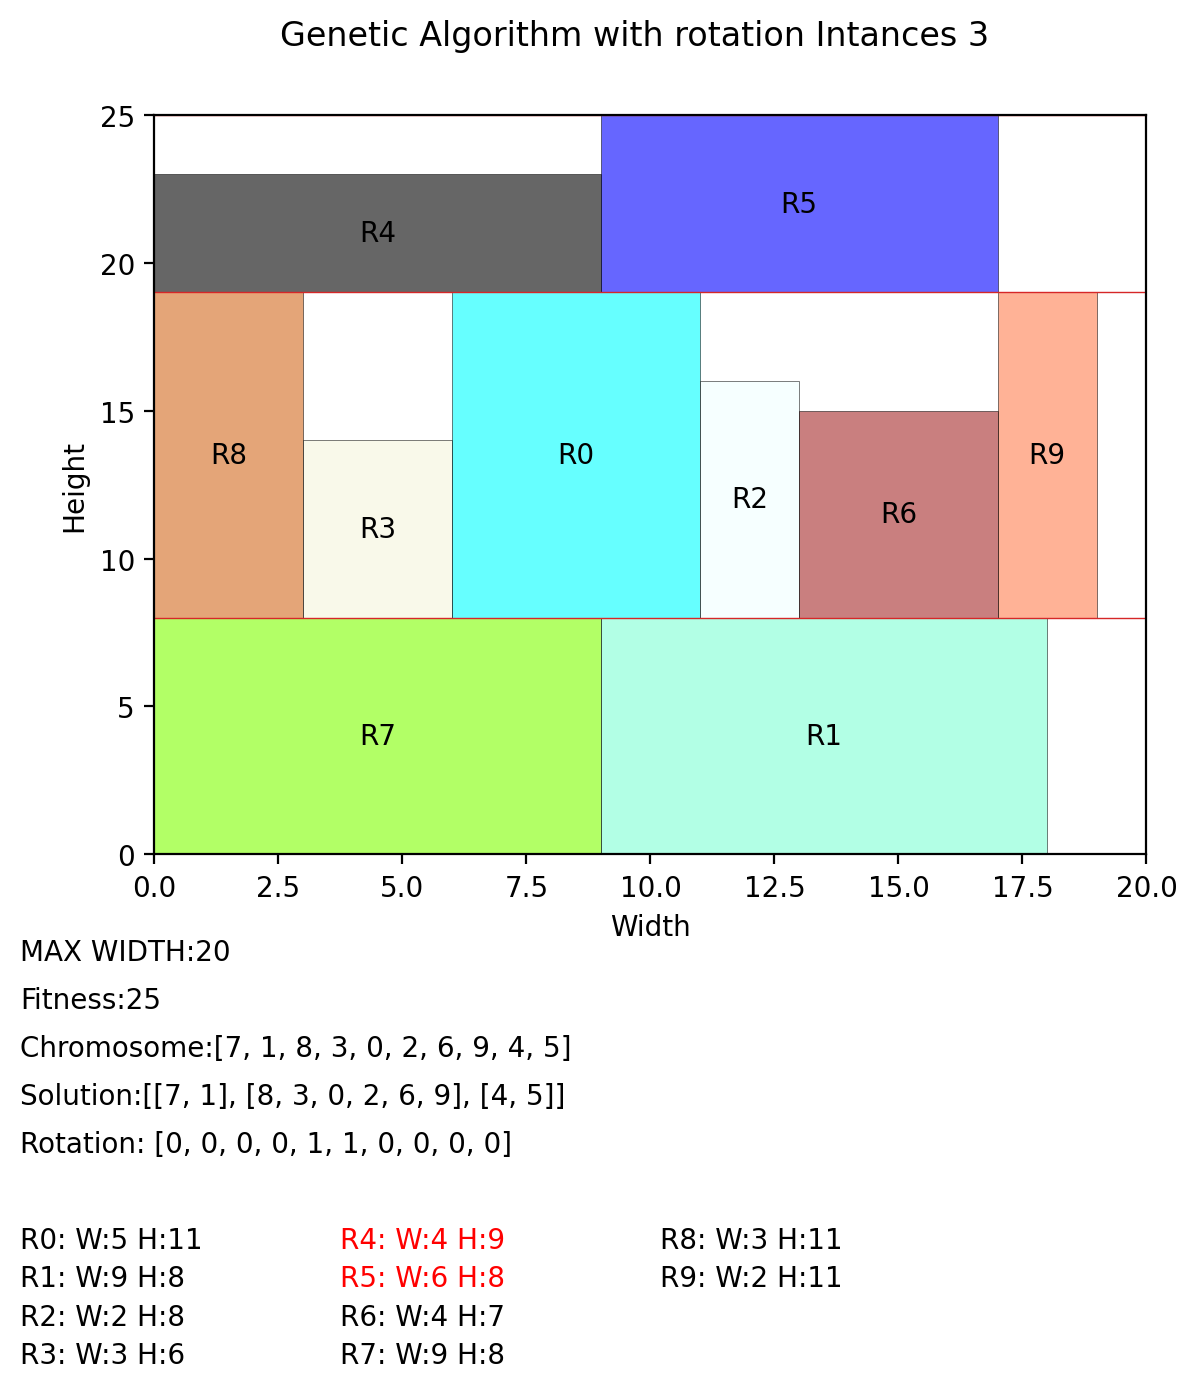 Genetic Algorithm with rotation Intances 3
25
R5
R4
20
15
R8
R0
R9
R2
R6
R3
Height
10
5
R7
R1
0
0.0 2.5 5.0 7.5 10.0 12.5 15.0 17.5 20.0
Width
MAX WIDTH:20
Fitness:25
Chromosome:[7, 1, 8, 3, 0, 2, 6, 9, 4, 5]
Solution:[[7, 1], [8, 3, 0, 2, 6, 9], [4, 5]]
Rotation: [0, 0, 0, 0, 1, 1, 0, 0, 0, 0]
R0: W:5 H:11 R4: W:4 H:9 R8: W:3 H:11
R1: W:9 H:8 R5: W:6 H:8 R9: W:2 H:11
R2: W:2 H:8 R6: W:4 H:7
R3: W:3 H:6 R7: W:9 H:8